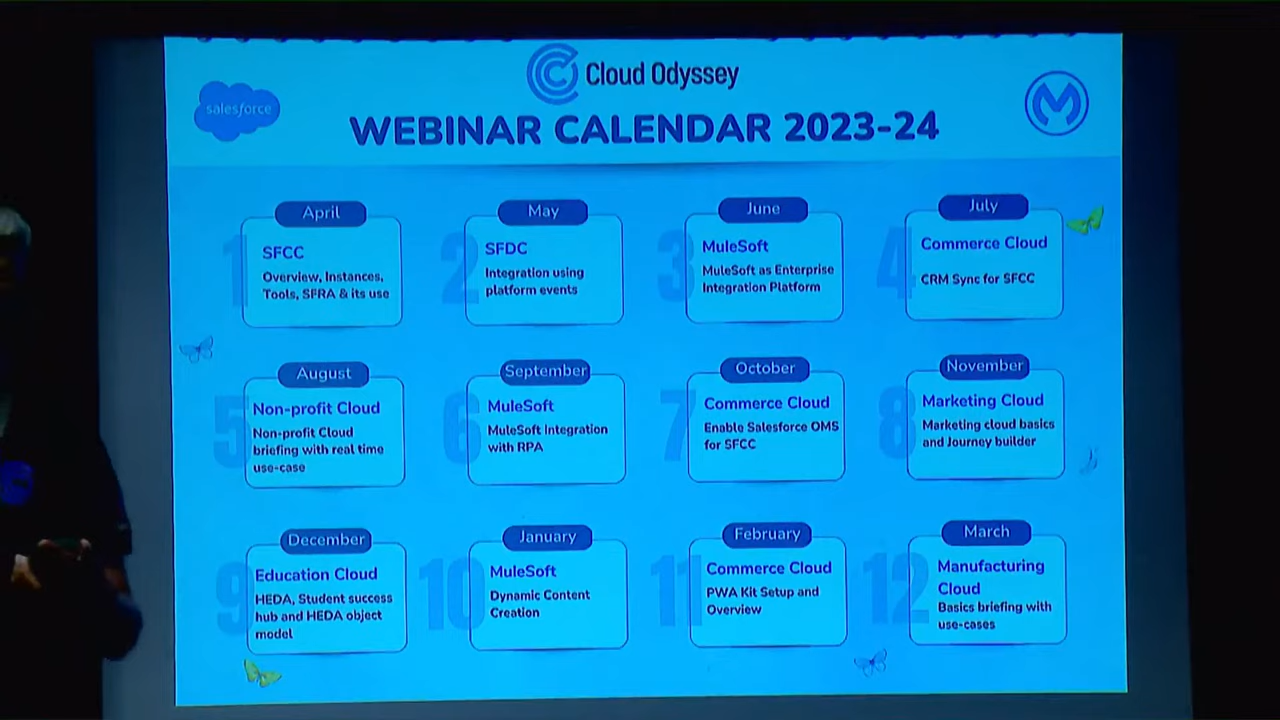 Cloud Odyssey
salesforce
WEBINAR CALENDAR 2023-24
April
1
SFCC
Overview, Instances,
Tools, SFRA & its use
May
2
SFDC
Integration using
platform events
June
3
MuleSoft
MuleSoft as Enterprise
Integration Platform
July
4
Commerce Cloud
CRM Sync for SFCC
August
5
Non-profit Cloud
Non-profit Cloud
briefing with real time
use-case
September
6
MuleSoft
MuleSoft Integration
with RPA
October
7
Commerce Cloud
Enable Salesforce OMS
for SFCC
November
8
Marketing Cloud
Marketing cloud basics
and Journey builder
December
9
Education Cloud
HEDA, Student success
hub and HEDA object
model
January
10
MuleSoft
Dynamic Content
Creation
February
11
Commerce Cloud
PWA Kit Setup and
Overview
March
12
Manufacturing
Cloud
Basics briefing with
use-cases